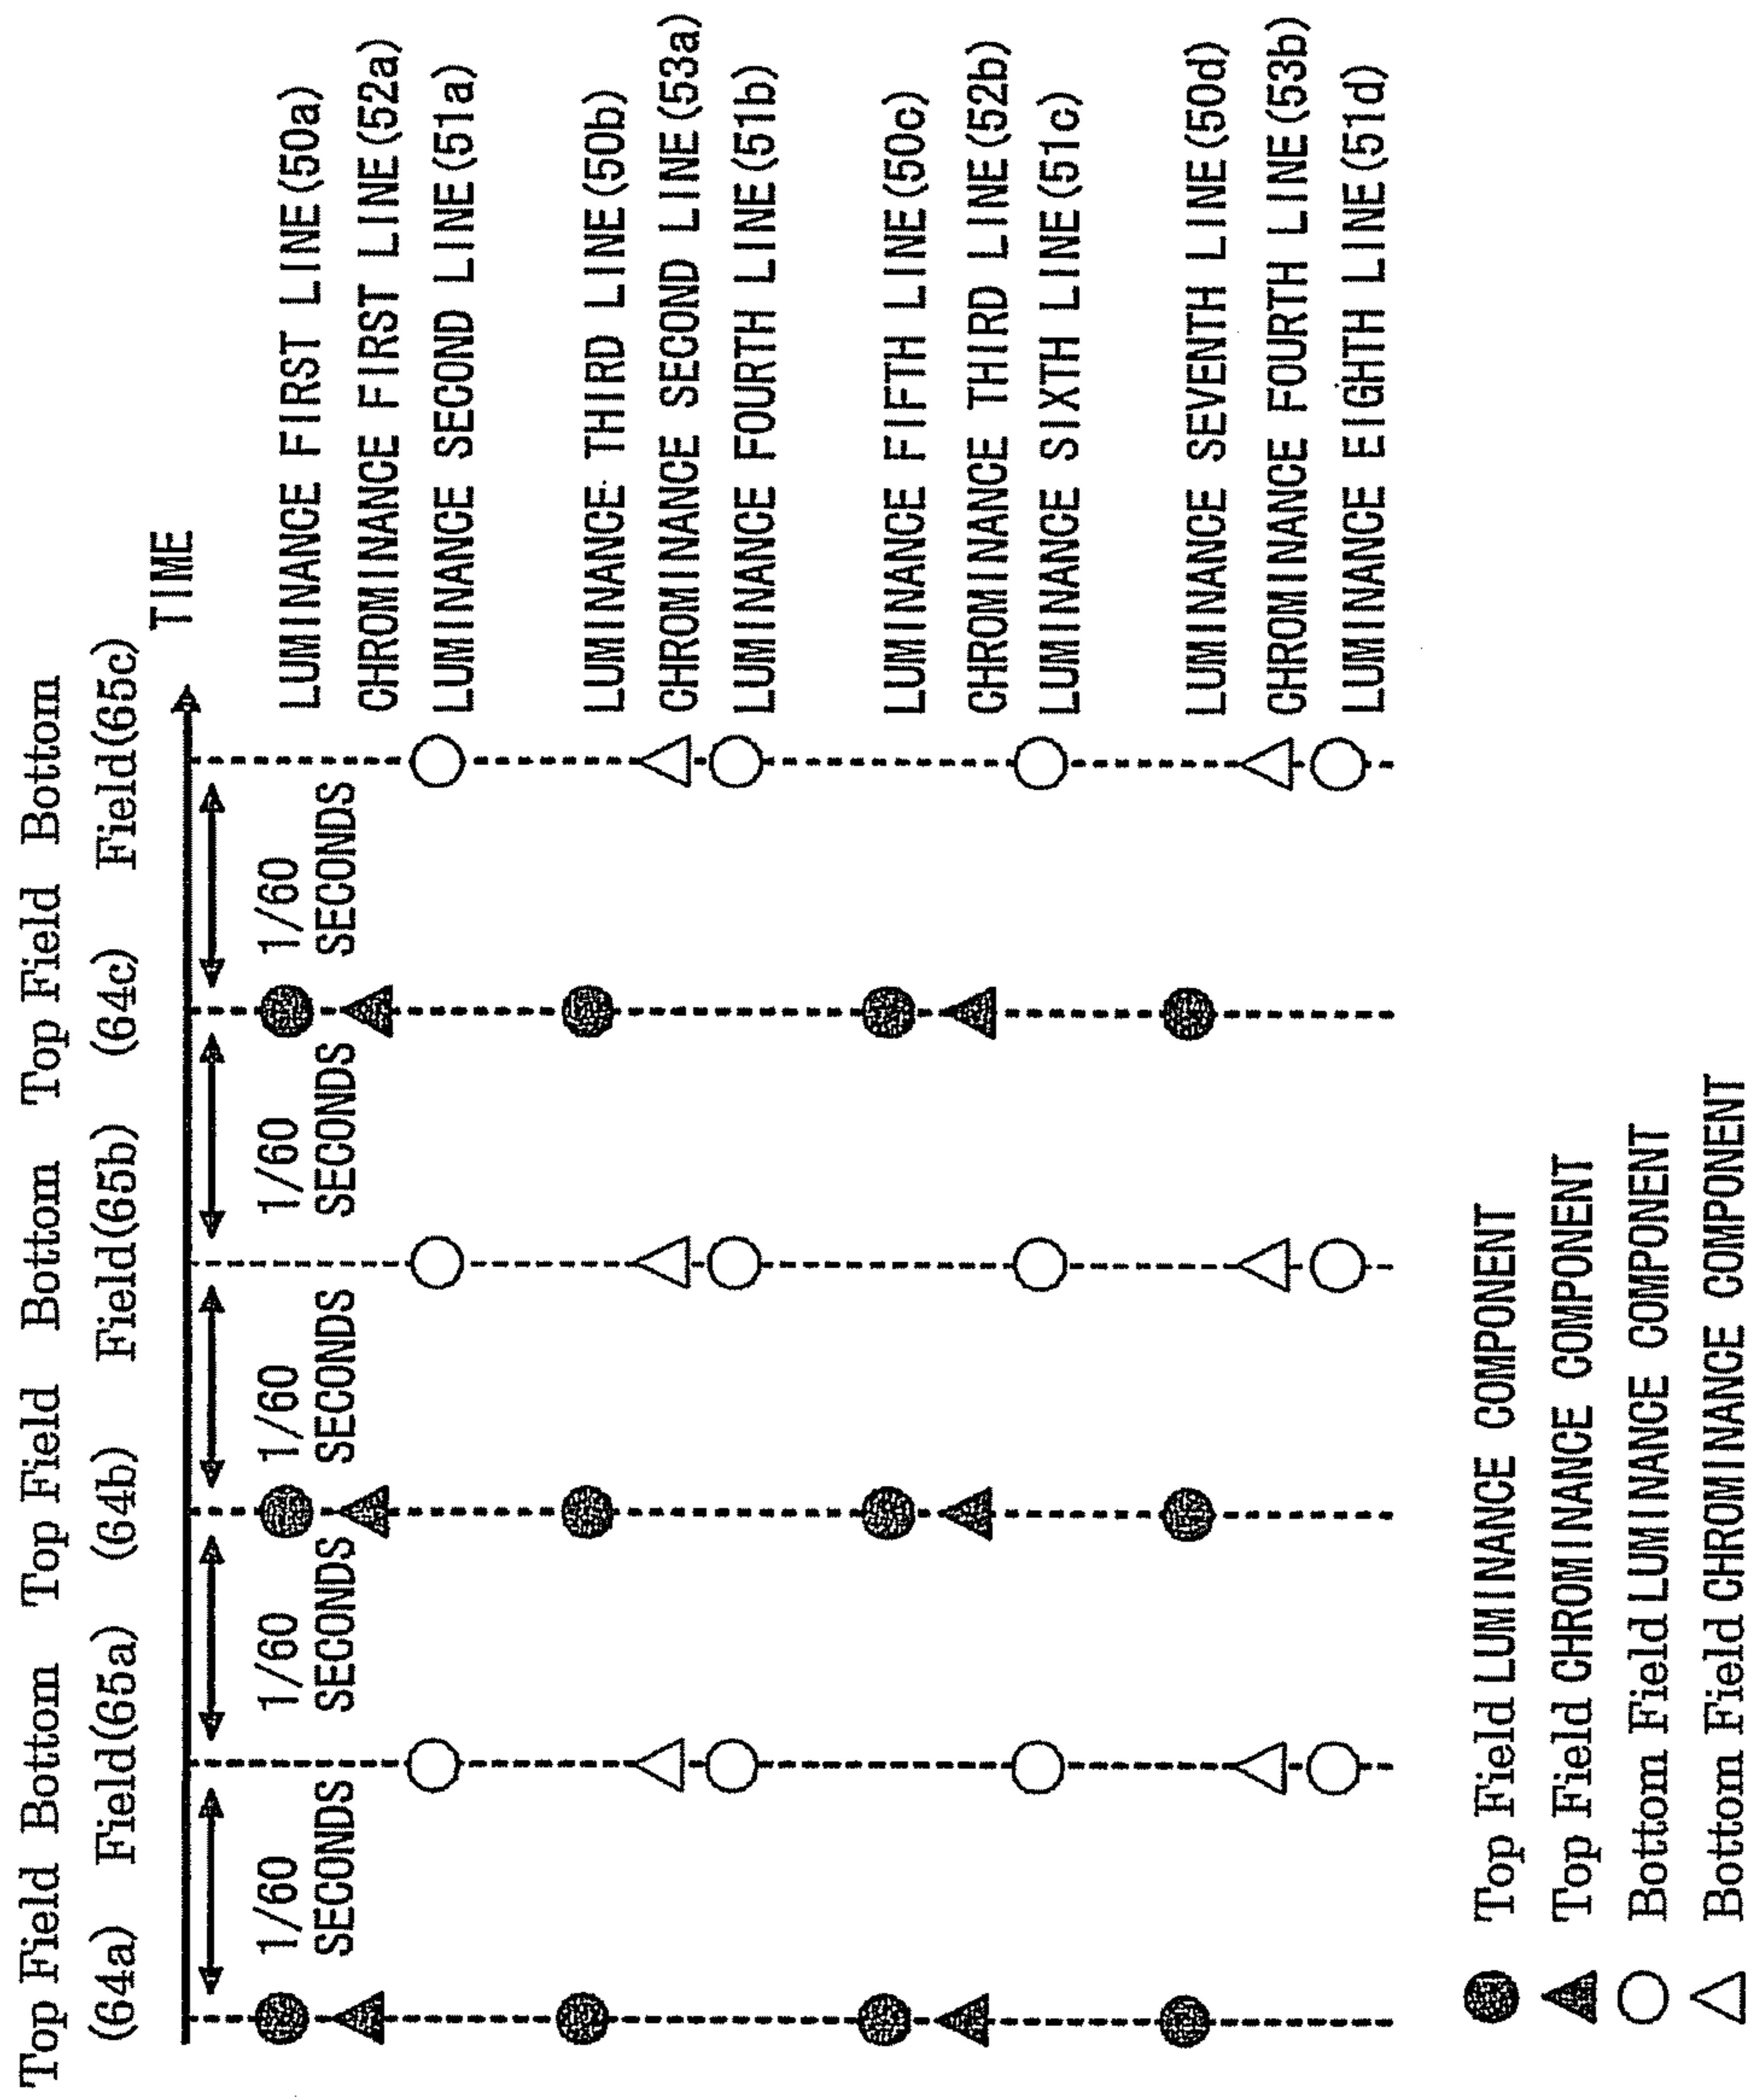 Top Field Bottom Top Field Bottom Top Field Bottom
(64a) Field(65a) (64b) Field(65b) (64c) Field(65c)
TIME
1/60 1/60 1/60 1/60 1/60
SECONDS SECONDS SECONDS SECONDS SECONDS
LUMINANCE FIRST LINE(50a)
CHROMINANCE FIRST LINE(52a)
LUMINANCE SECOND LINE(51a)
LUMINANCE THIRD LINE(50b)
CHROMINANCE SECOND LINE(53a)
LUMINANCE FOURTH LINE(51b)
LUMINANCE FIFTH LINE(50c)
CHROMINANCE THIRD LINE(52b)
LUMINANCE SIXTH LINE(51c)
LUMINANCE SEVENTH LINE(50d)
CHROMINANCE FOURTH LINE(53b)
LUMINANCE EIGHTH LINE(51d)
Top Field LUMINANCE COMPONENT
Top Field CHROMINANCE COMPONENT
Bottom Field LUMINANCE COMPONENT
Bottom Field CHROMINANCE COMPONENT